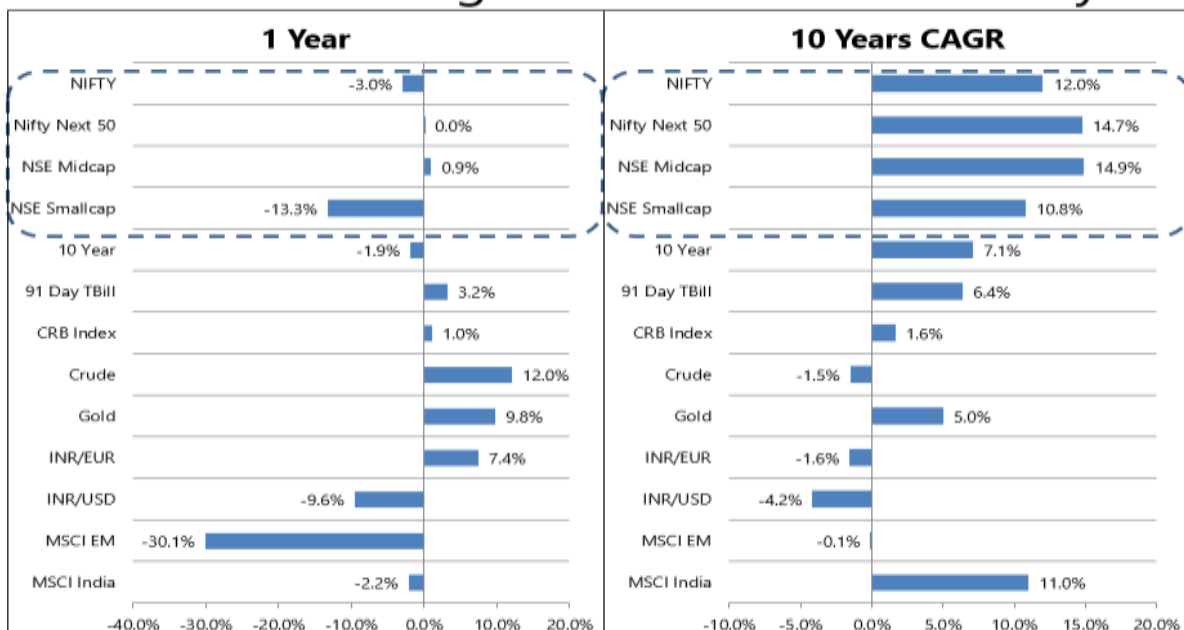 1 Year
NIFTY -3.0%
Nifty Next 50 0.0%
NSE Midcap 0.9%
NSE Smallcap -13.3%
10 Year -1.9%
91 Day TBill 3.2%
CRB Index 1.0%
Crude 12.0%
Gold 9.8%
INR/EUR 7.4%
INR/USD -9.6%
MSCI EM -30.1%
MSCI India -2.2%
-40.0% -30.0% -20.0% -10.0% 0.0% 10.0% 20.0%
10 Years CAGR
NIFTY 12.0%
Nifty Next 50 14.7%
NSE Midcap 14.9%
NSE Smallcap 10.8%
10 Year 7.1%
91 Day TBill 6.4%
CRB Index 1.6%
Crude -1.5%
Gold 5.0%
INR/EUR -1.6%
INR/USD -4.2%
MSCI EM -0.1%
MSCI India 11.0%
-10.0% -5.0% 0.0% 5.0% 10.0% 15.0% 20.0%